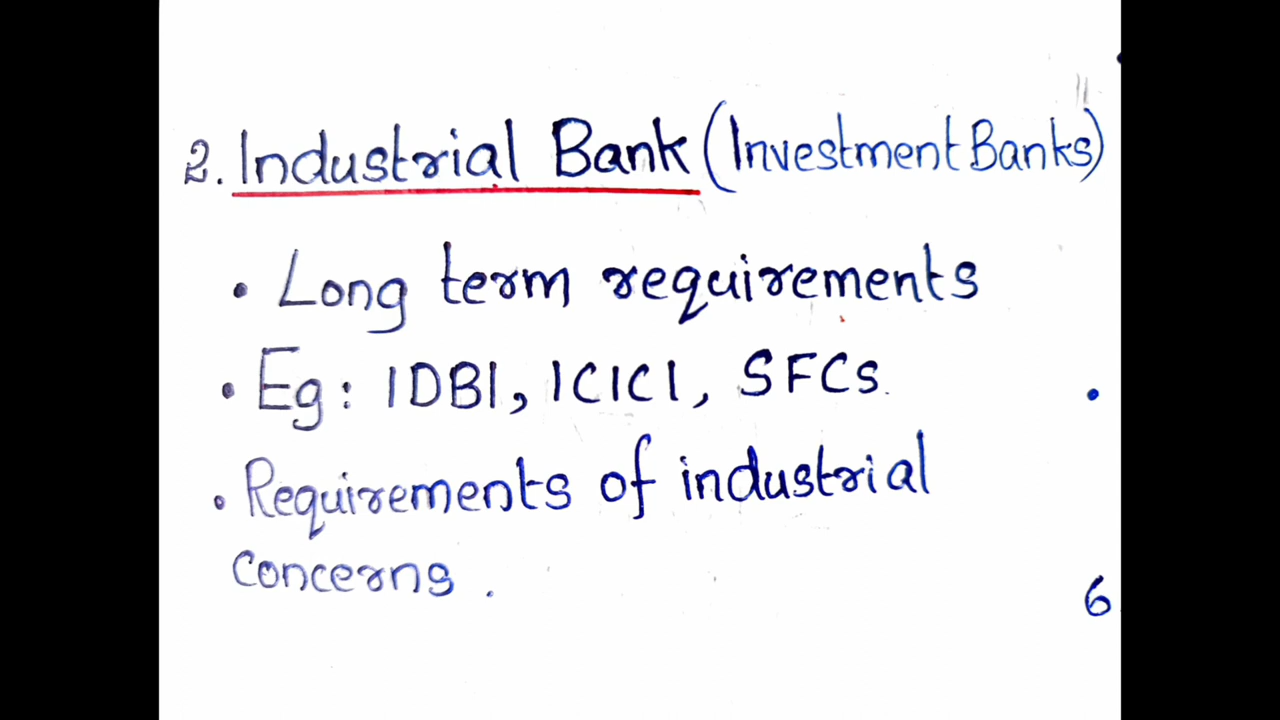 2. Industrial Bank (Investment Banks)
• Long term requirements
• Eg: IDBI, ICICI, SFCs.
• Requirements of industrial
concerns.
6